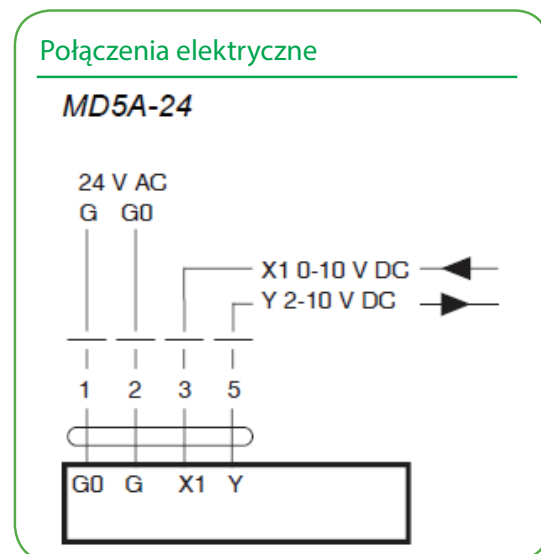 Połączenia elektryczne
MD5A-24
24 V AC
G G0
X1 0-10 V DC
Y 2-10 V DC
1 2 3 5
G0 G X1 Y